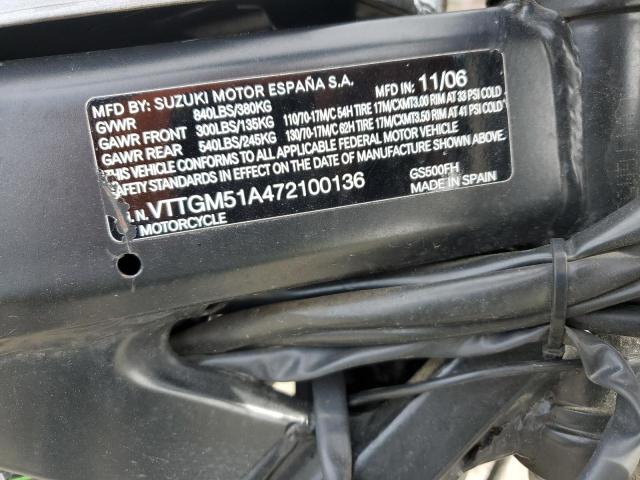 MFD BY: SUZUKI MOTOR ESPAÑA S.A. MFD IN: 11/06
GVWR 840LBS/380KG
GAWR FRONT 300LBS/135KG 110/70-17M/C 54H TIRE 17M/CXMT3.00 RIM AT 33 PSI COLD
GAWR REAR 540LBS/245KG 130/70-17M/C 62H TIRE 17M/CXMT3.50 RIM AT 41 PSI COLD
THIS VEHICLE CONFORMS TO ALL APPLICABLE FEDERAL MOTOR VEHICLE
SAFETY STANDARDS IN EFFECT ON THE DATE OF MANUFACTURE SHOWN ABOVE.
.N. VTTGM51A472100136 GS500FH
MOTORCYCLE MADE IN SPAIN